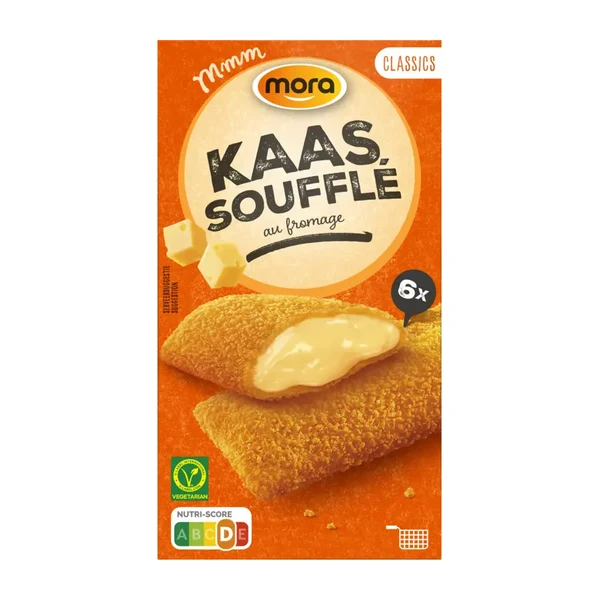 Mmm
mora
CLASSICS
KAAS
SOUFFLÉ
au fromage
SERVEERSUGGESTIE
SUGGESTION
6x
VEGETARIAN
NUTRI-SCORE
A B C D E